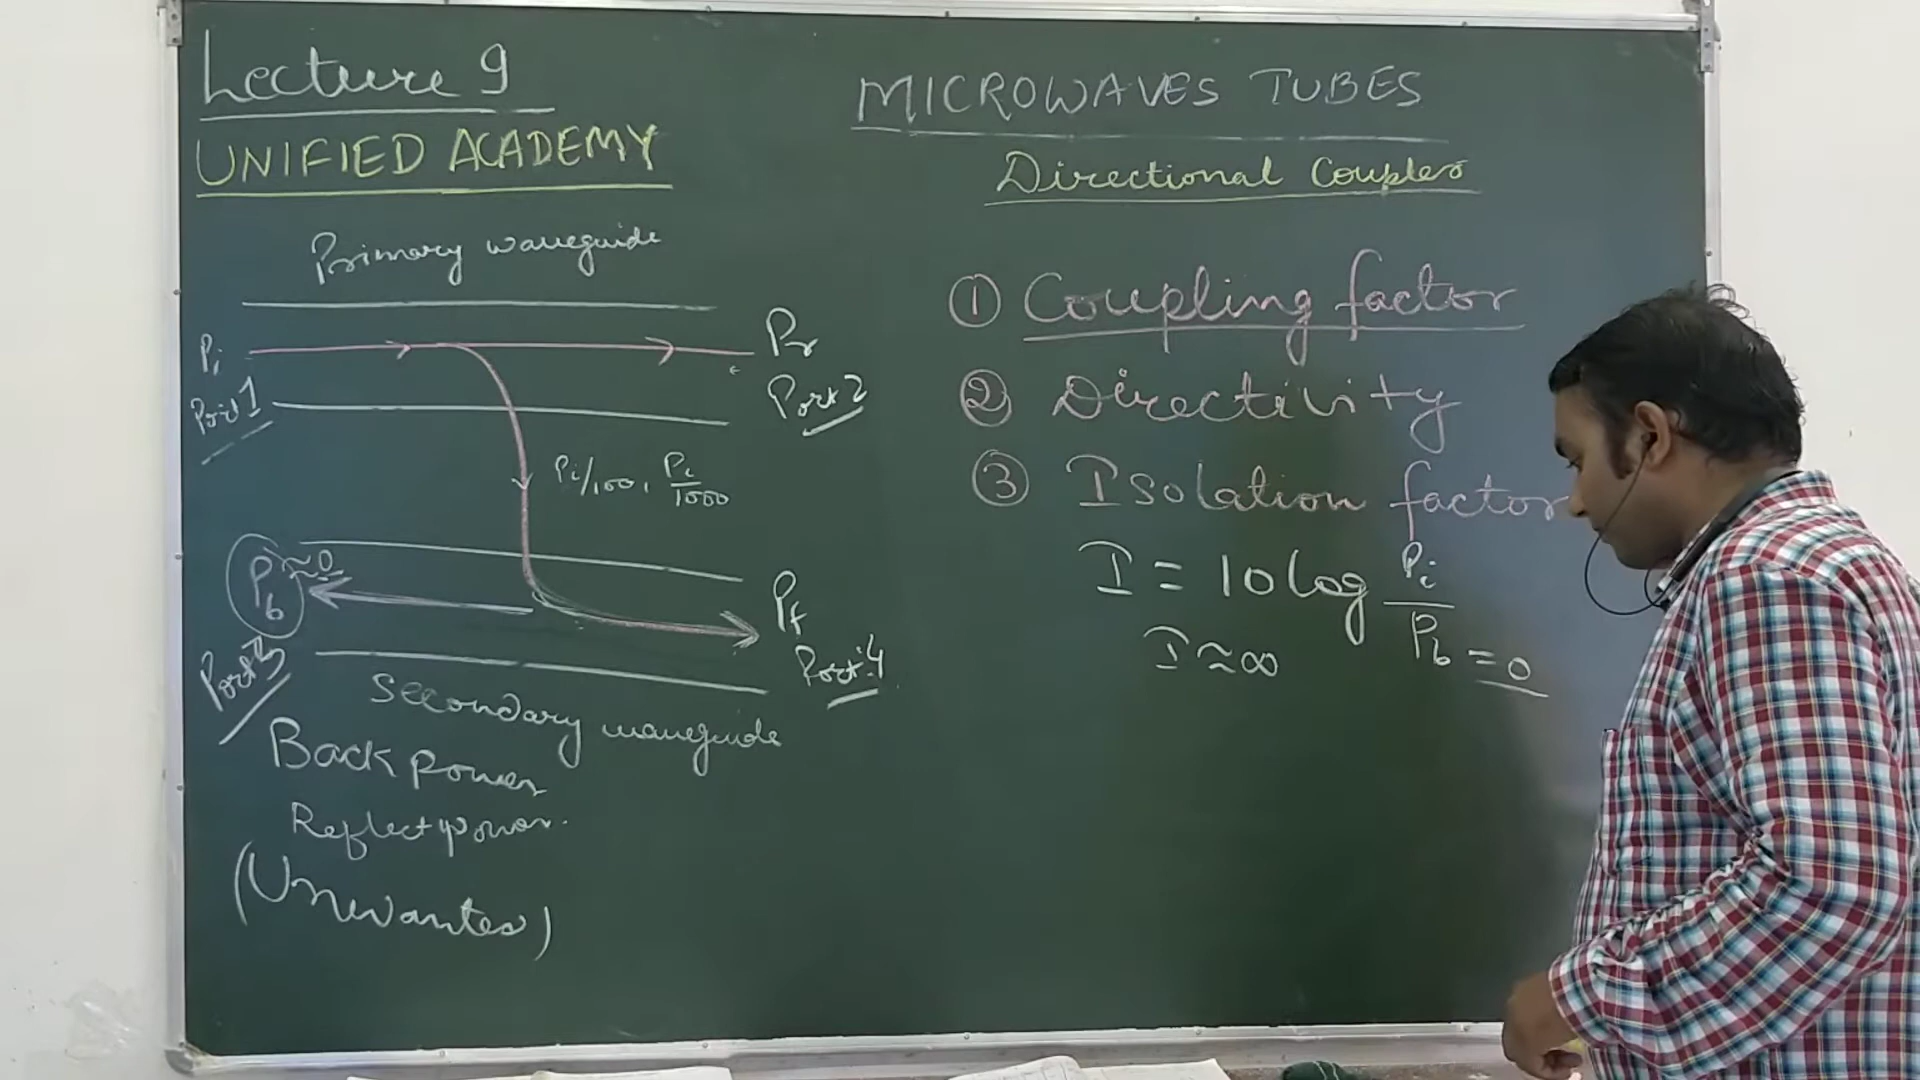 Lecture 9
UNIFIED ACADEMY
MICROWAVES TUBES
Directional Coupler
Primary waveguide
Pi
Port 1
Pr
Port 2
Pi/100, Pi/1000
Pb ≈0
Port 3
Pf
Port 4
Secondary waveguide
Back power
Reflect power.
(Unwanted)
① Coupling factor
② Directivity
③ Isolation factor
I = 10 log Pi/Pb = 0
I ≈ ∞